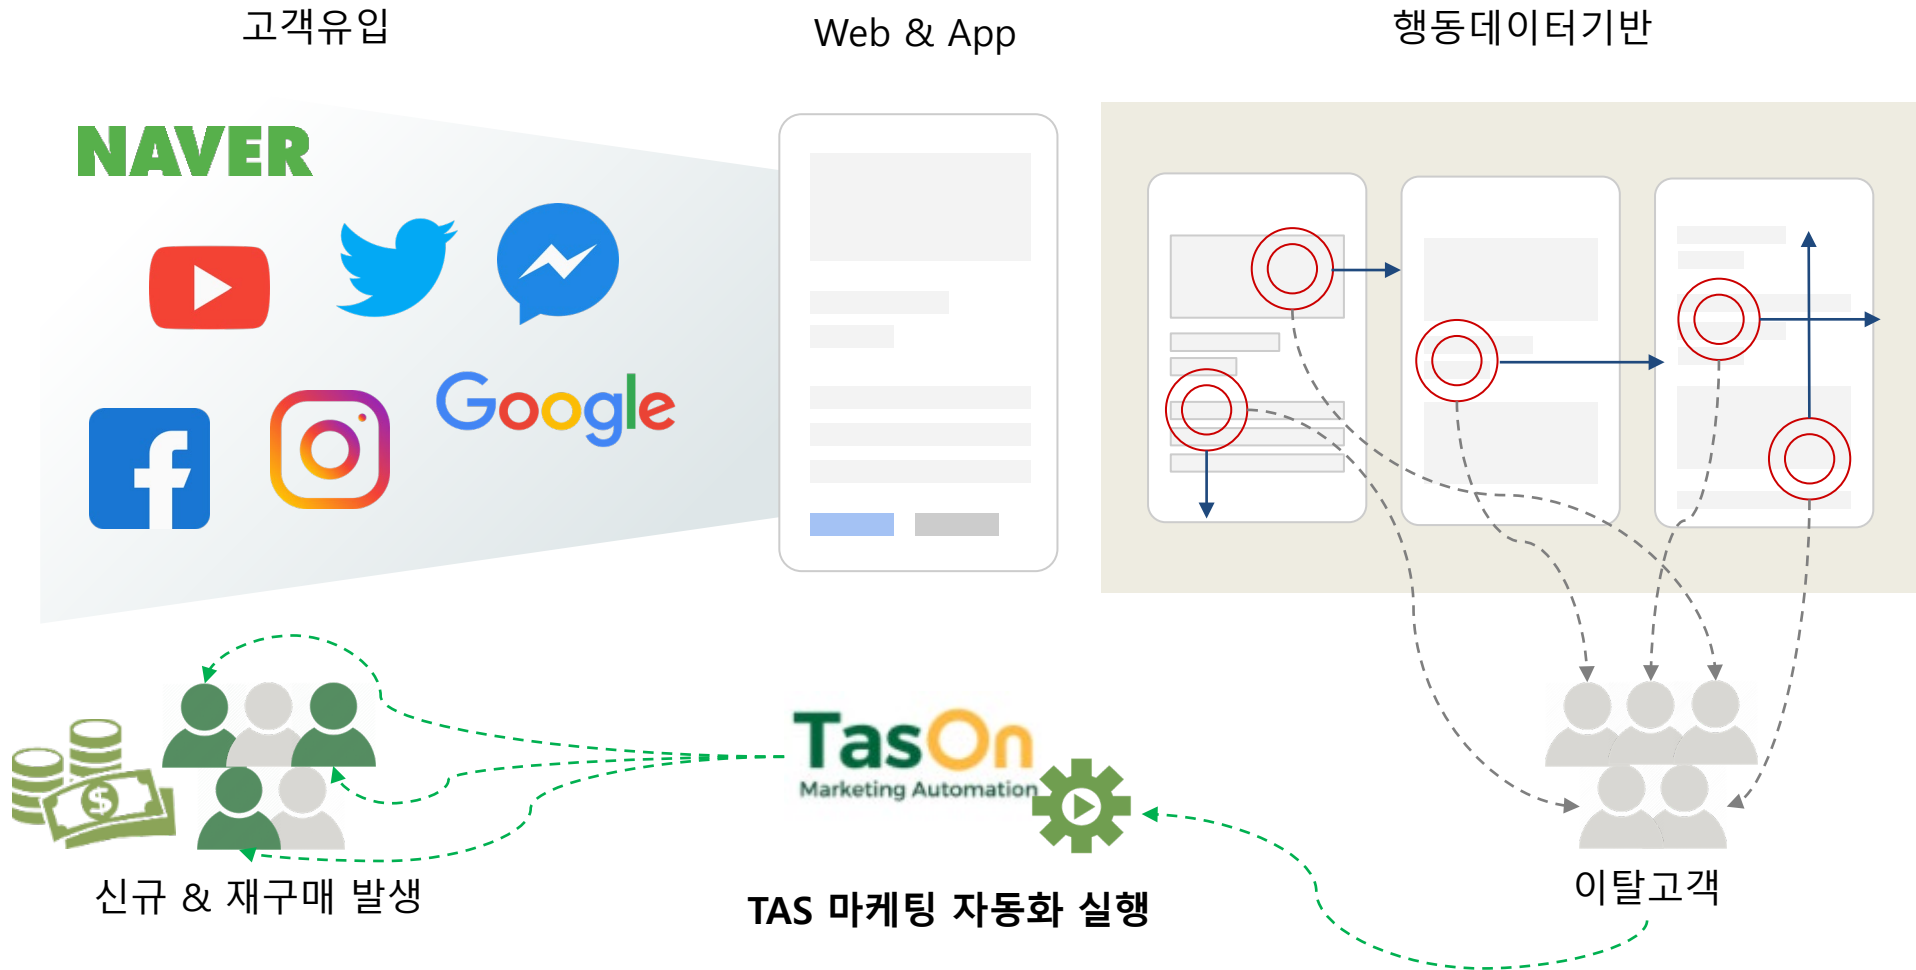 고객유입
Web & App
행동데이터기반
NAVER
Google
TasOn
Marketing Automation
신규 & 재구매 발생
TAS 마케팅 자동화 실행
이탈고객